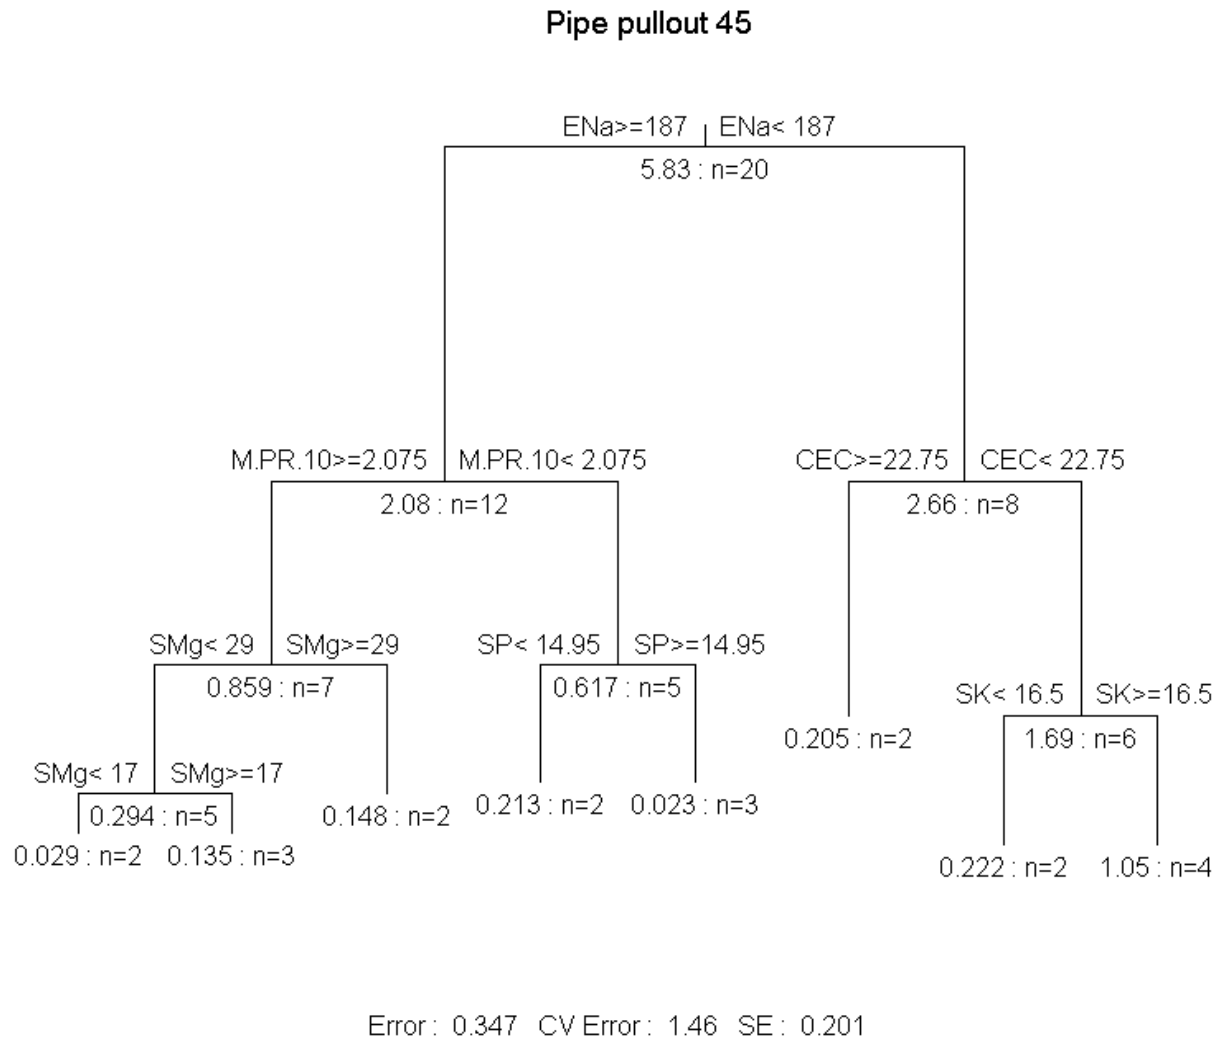 Pipe pullout 45
ENa>=187 ENa< 187
5.83 : n=20
M.PR.10>=2.075 M.PR.10< 2.075 CEC>=22.75 CEC< 22.75
2.08 : n=12 2.66 : n=8
SMg< 29 SMg>=29 SP< 14.95 SP>=14.95
0.859 : n=7 0.617 : n=5
SK< 16.5 SK>=16.5
0.205 : n=2 1.69 : n=6
SMg< 17 SMg>=17
0.294 : n=5 0.148 : n=2 0.213 : n=2 0.023 : n=3
0.029 : n=2 0.135 : n=3 0.222 : n=2 1.05 : n=4
Error : 0.347 CV Error : 1.46 SE : 0.201